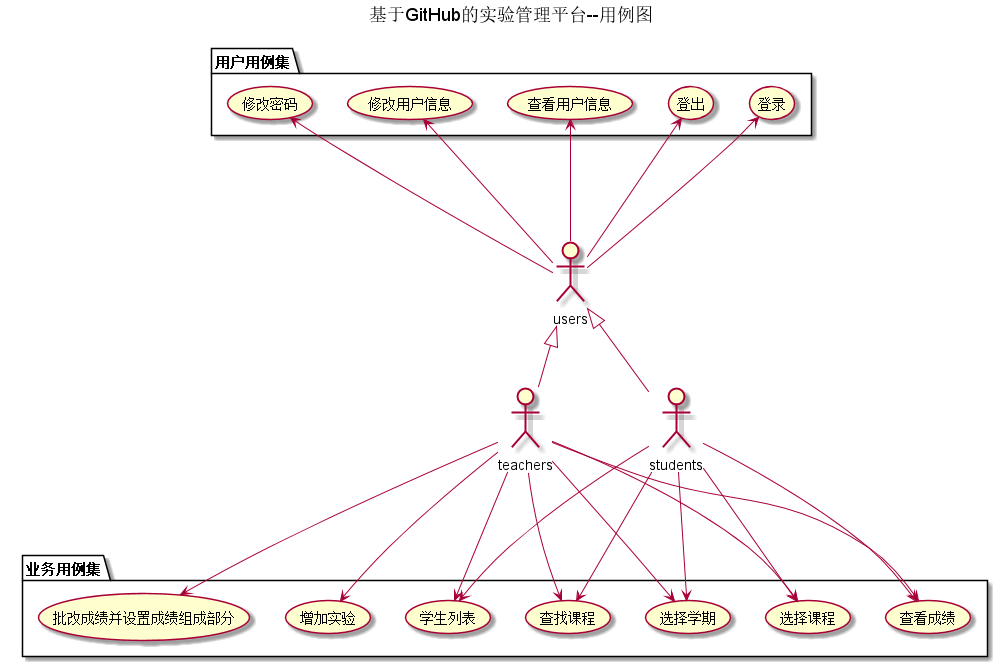 基于GitHub的实验管理平台--用例图
用户用例集
修改密码
修改用户信息
查看用户信息
登出
登录
users
teachers
students
业务用例集
批改成绩并设置成绩组成部分
增加实验
学生列表
查找课程
选择学期
选择课程
查看成绩